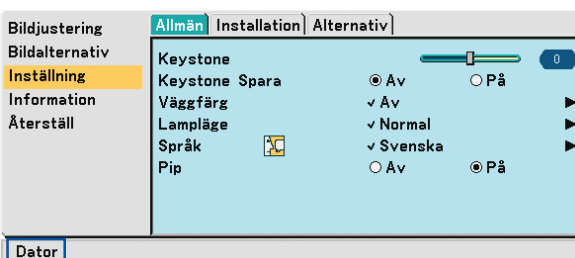 Bildjustering
Bildalternativ
Inställning
Information
Återställ
Allmän Installation Alternativ
Keystone 0
Keystone Spara Av På
Väggfärg Av
Lampläge Normal
Språk Svenska
Pip Av På
Dator